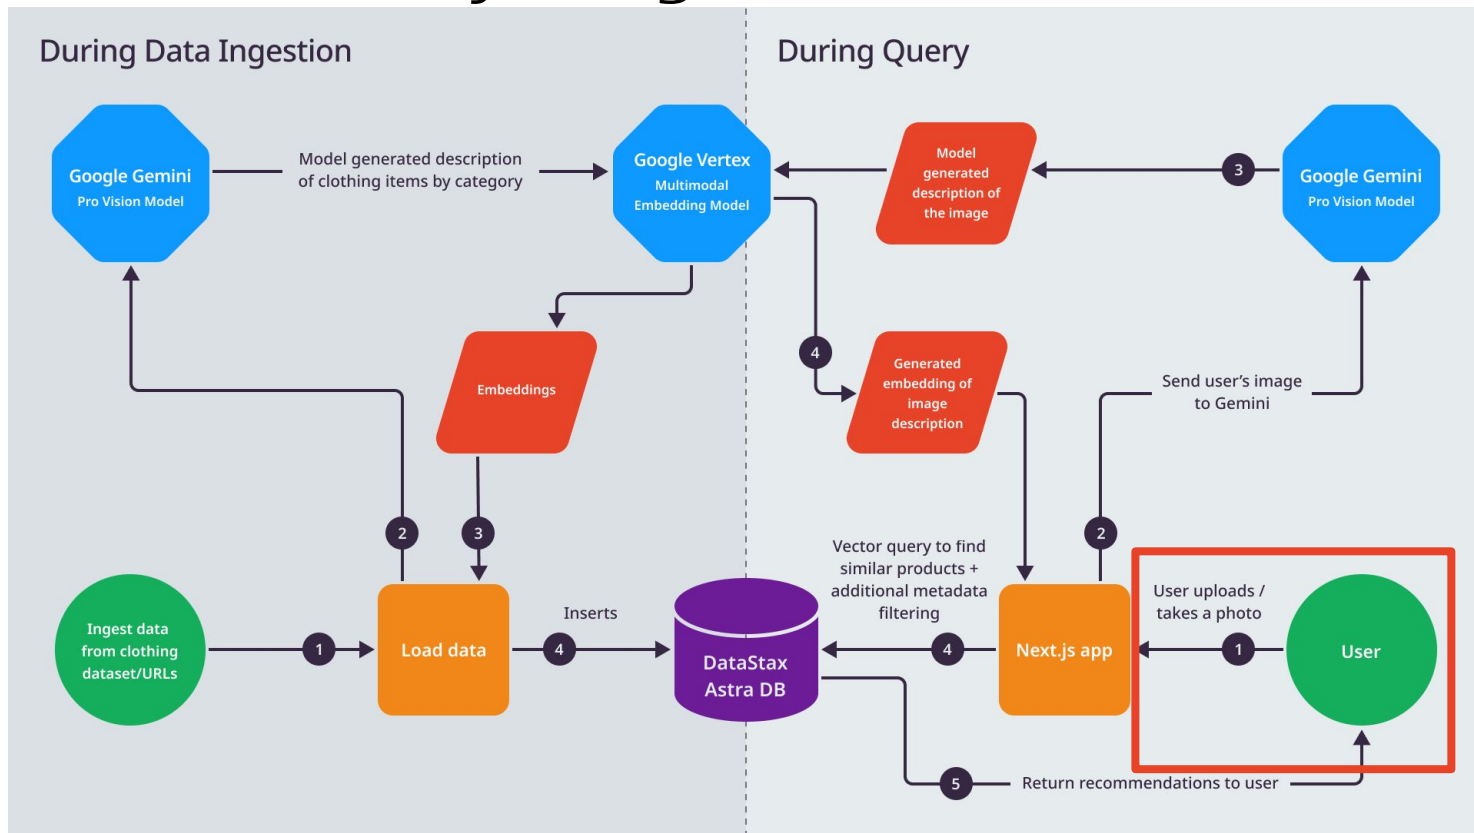 During Data Ingestion
During Query
Google Gemini
Pro Vision Model
Model generated description
of clothing items by category
Google Vertex
Multimodal
Embedding Model
Model
generated
description of
the image
3
Google Gemini
Pro Vision Model
Embeddings
4
Generated
embedding of
image
description
Send user's image
to Gemini
2
3
2
Ingest data
from clothing
dataset/URLs
1
Load data
Inserts
4
DataStax
Astra DB
Vector query to find
similar products +
additional metadata
filtering
4
Next.js app
User uploads /
takes a photo
1
User
5
Return recommendations to user